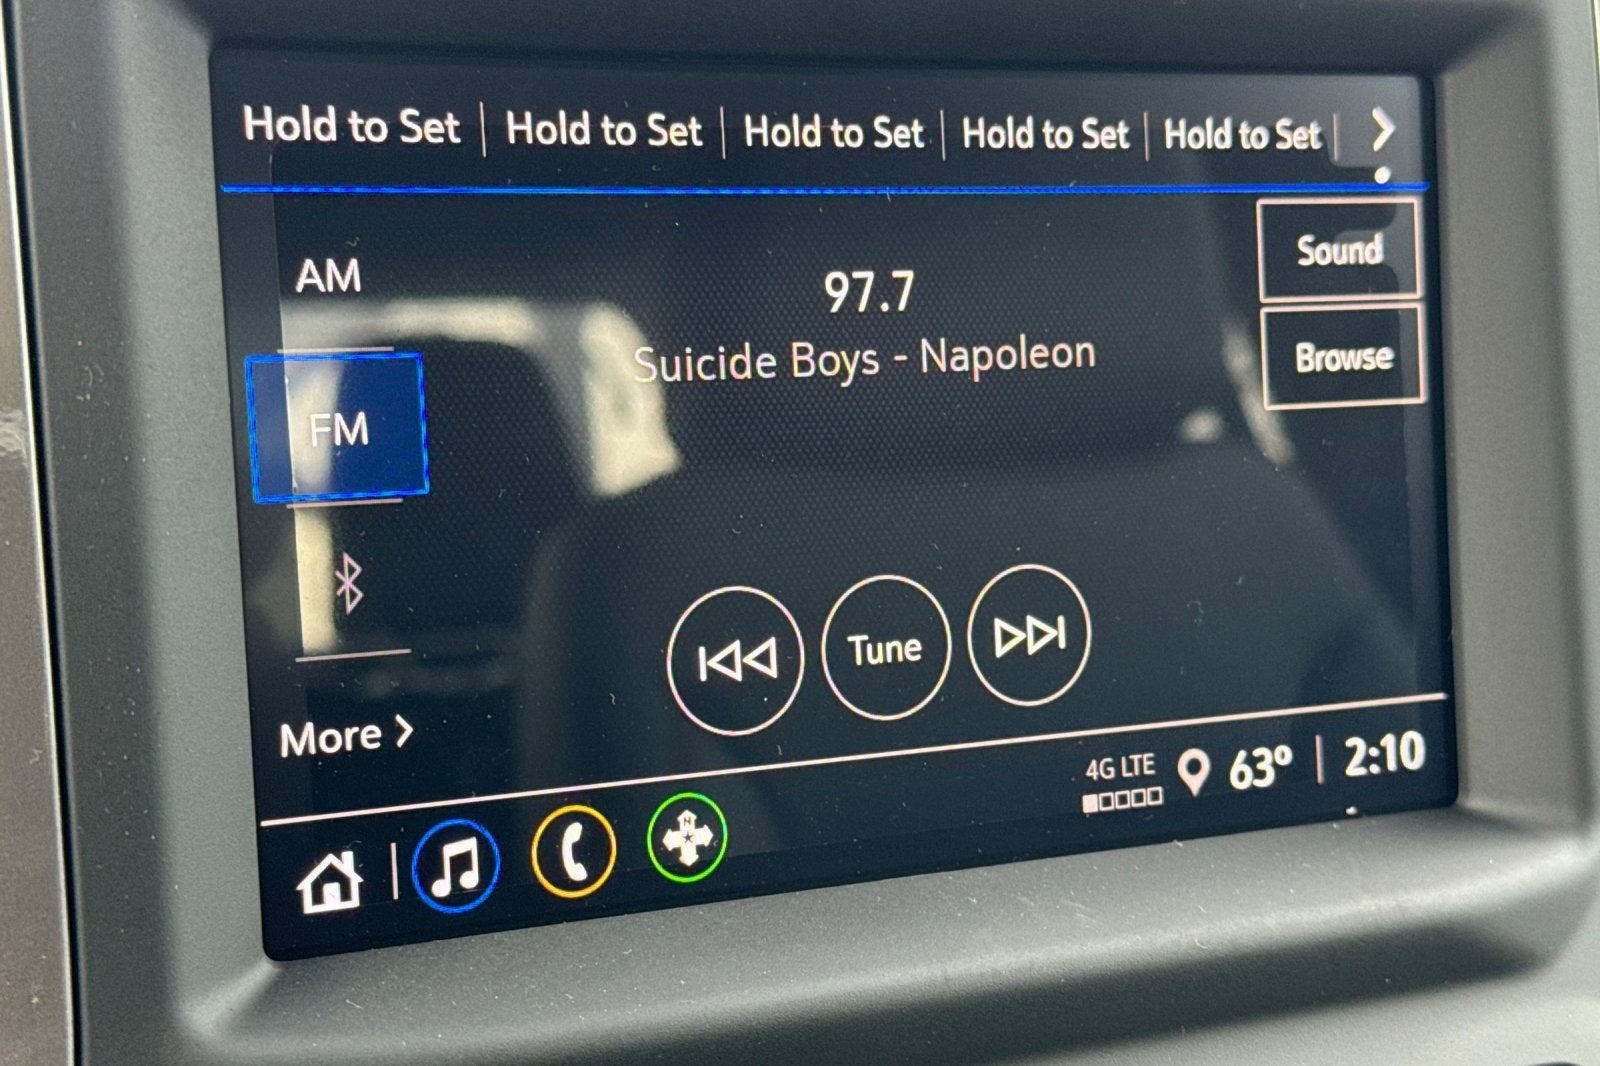 Hold to Set | Hold to Set | Hold to Set | Hold to Set | Hold to Set |
AM
97.7
Sound
Suicide Boys - Napoleon
Browse
FM
Tune
More
4G LTE
63° | 2:10
N